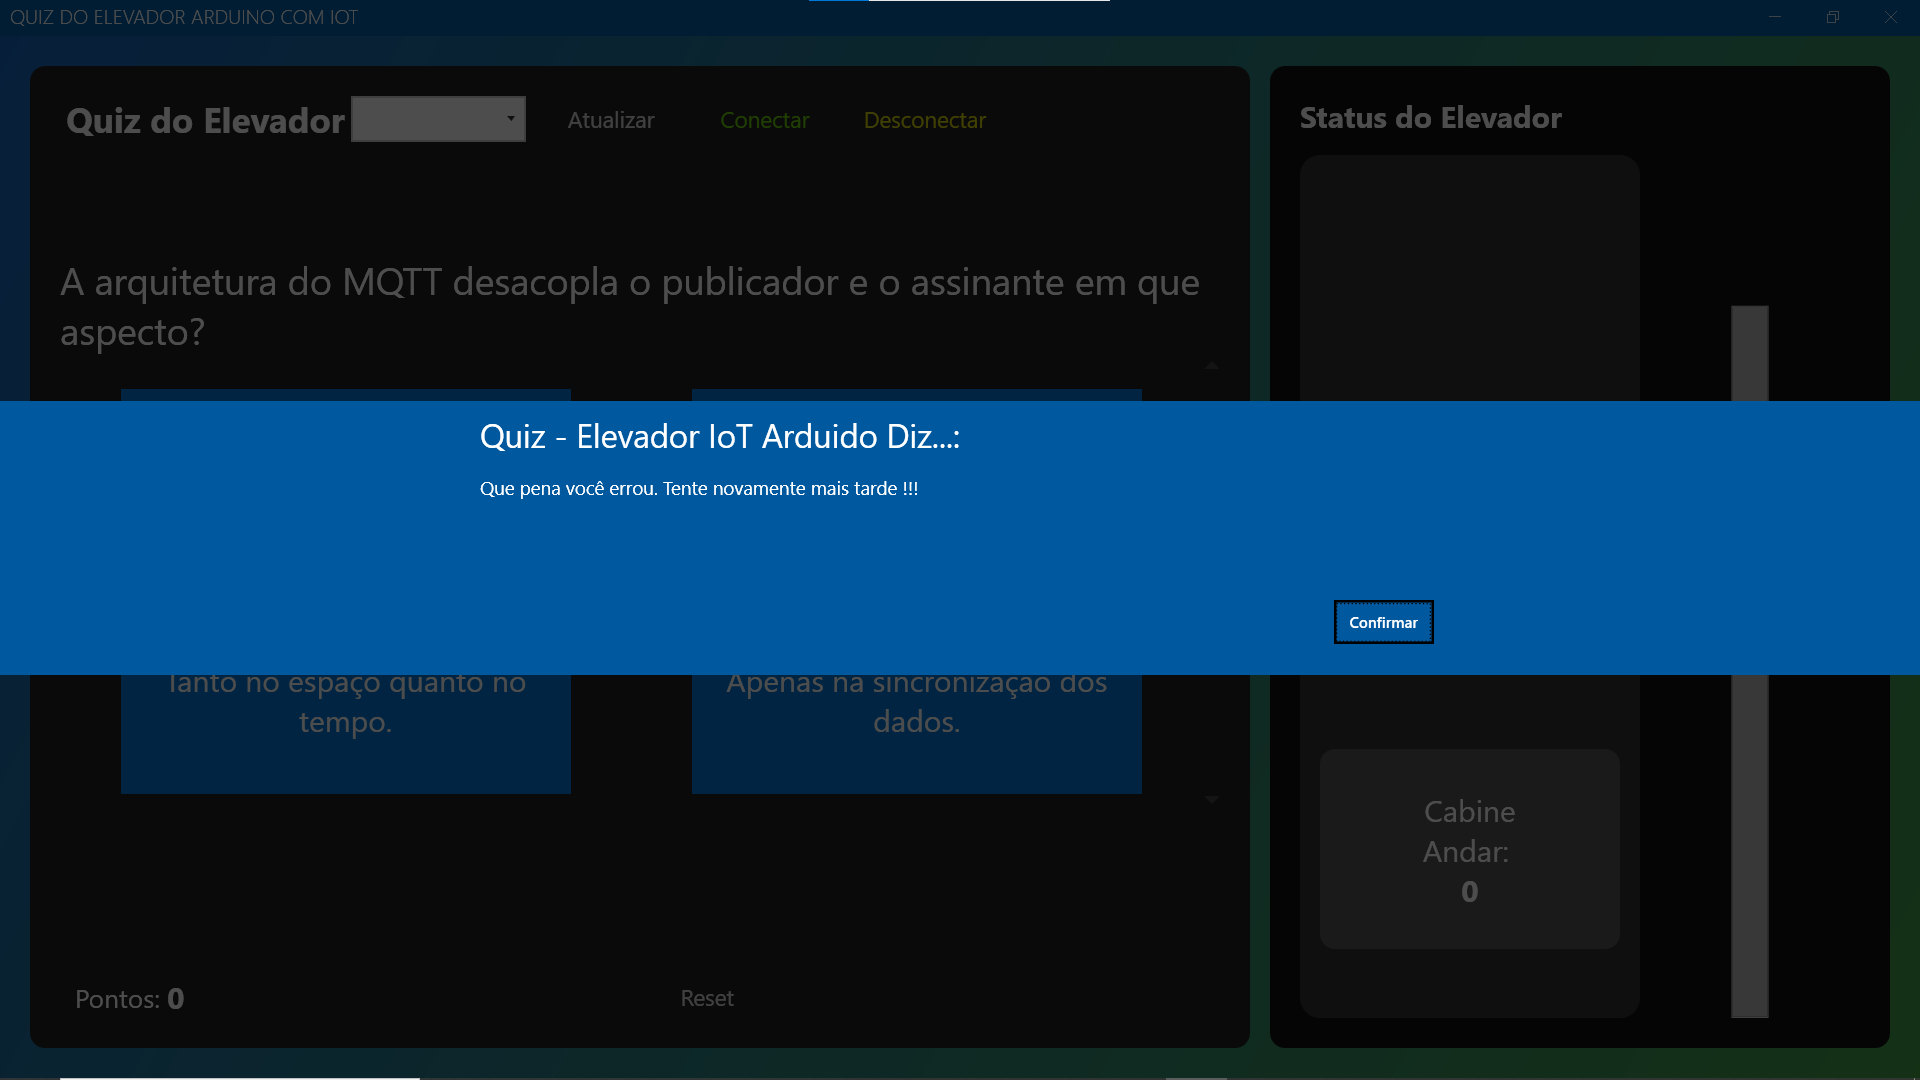 QUIZ DO ELEVADOR ARDUINO COM IOT
Quiz do Elevador
Atualizar
Conectar
Desconectar
A arquitetura do MQTT desacopla o publicador e o assinante em que
aspecto?
Quiz - Elevador IoT Arduido Diz...:
Que pena você errou. Tente novamente mais tarde !!!
Confirmar
Tanto no espaço quanto no
tempo.
Apenas na sincronização dos
dados.
Pontos: 0
Reset
Status do Elevador
Cabine
Andar:
0